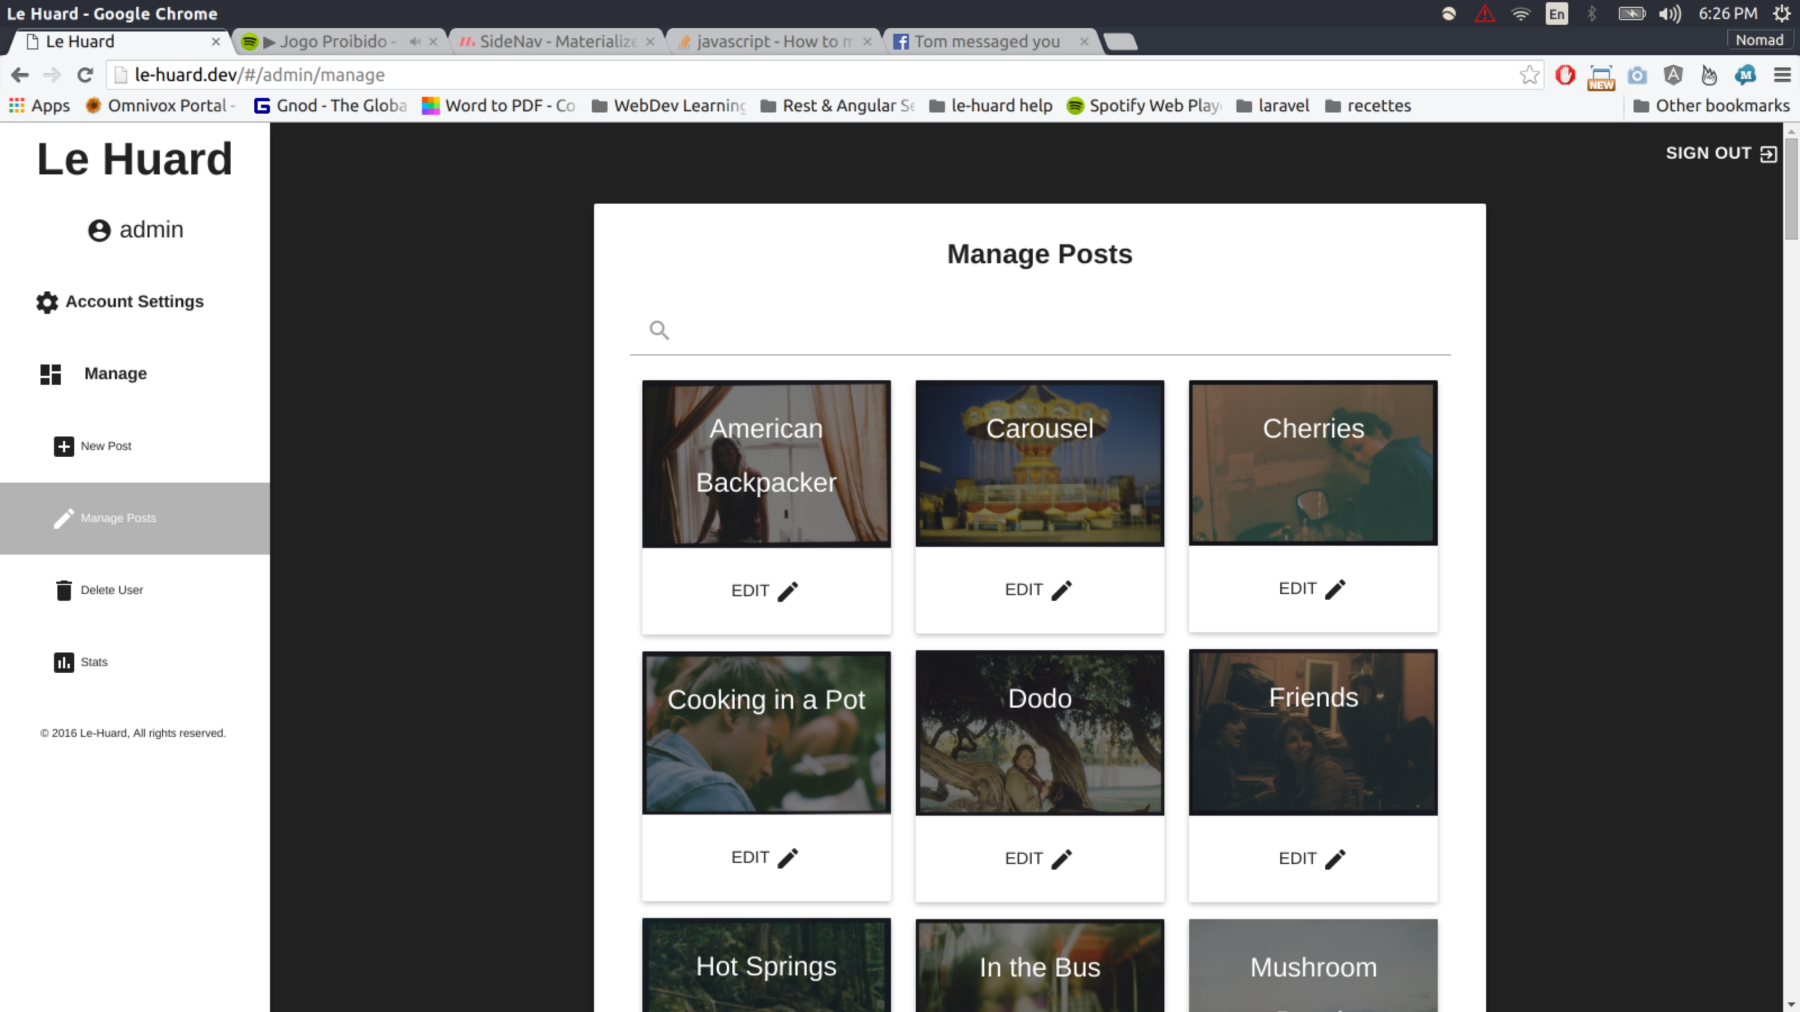 Le Huard - Google Chrome
En
6:26 PM
Le Huard
Jogo Proibido -
SideNav - Materialize
javascript - How to m
Tom messaged you
Nomad
le-huard.dev/#/admin/manage
NEW
Apps
Omnivox Portal -
Gnod - The Globa
Word to PDF - Co
WebDev Learning
Rest & Angular Se
le-huard help
Spotify Web Play
laravel
recettes
Other bookmarks
Le Huard
SIGN OUT
admin
Account Settings
Manage
New Post
Manage Posts
Delete User
Stats
© 2016 Le-Huard, All rights reserved.
Manage Posts
American
Backpacker
Carousel
Cherries
EDIT
EDIT
EDIT
Cooking in a Pot
Dodo
Friends
EDIT
EDIT
EDIT
Hot Springs
In the Bus
Mushroom